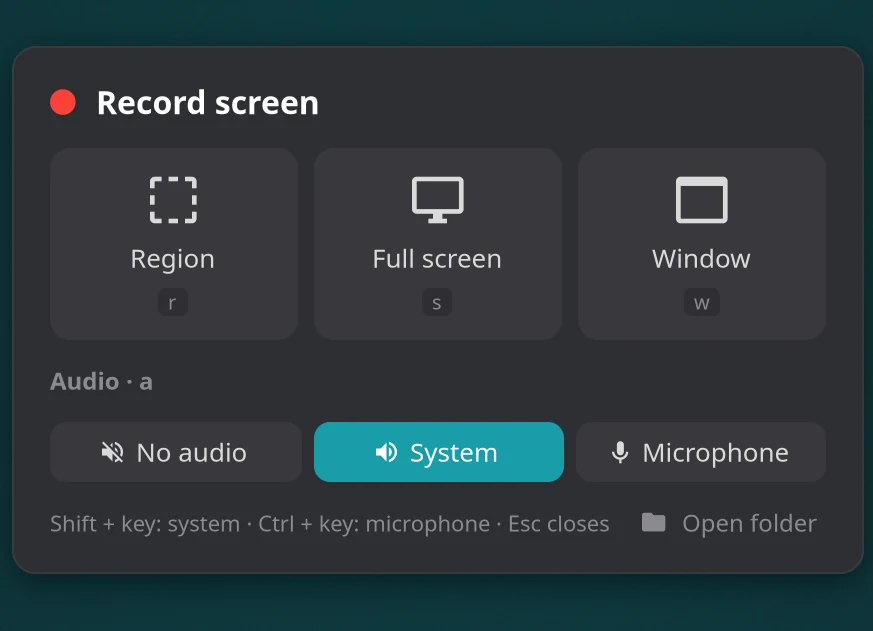 Record screen
Region
Full screen
Window
r
s
w
Audio · a
No audio
System
Microphone
Shift + key: system · Ctrl + key: microphone · Esc closes
Open folder